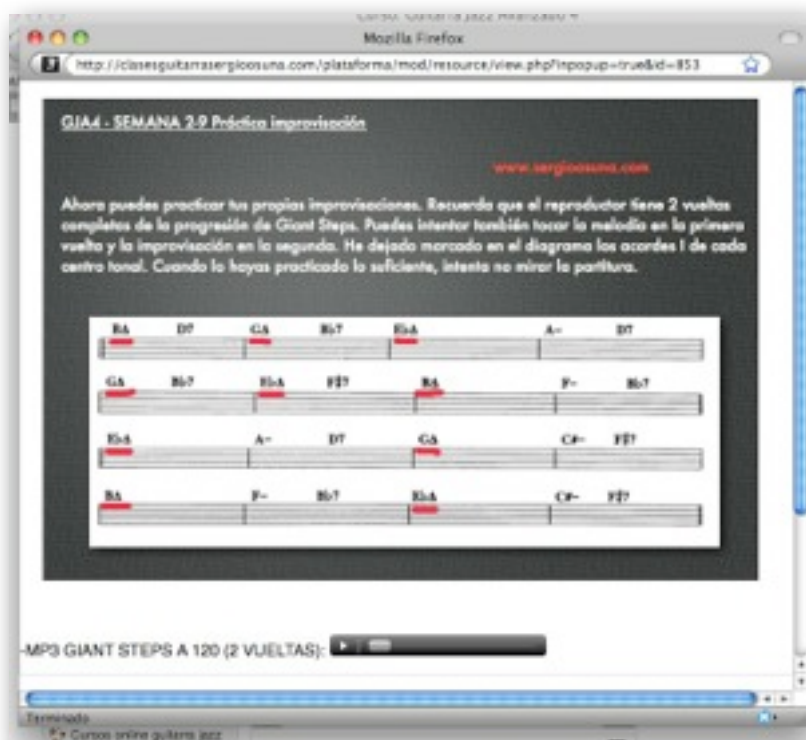 Curso: Guitarra Jazz Avanzado 4
Mozilla Firefox
http://clasesguitarrasergioosuna.com/plataforma/mod/resource/view.php?inpopup=true&id=853
GJA4 - SEMANA 2-9 Práctica improvisación
www.sergioosuna.com
Ahora puedes practicar tus propias improvisaciones. Recuerda que el reproductor tiene 2 vueltas
completas de la progresión de Giant Steps. Puedes intentar también tocar la melodía en la primera
vuelta y la improvisación en la segunda. He dejado marcado en el diagrama los acordes I de cada
centro tonal. Cuando lo hayas practicado lo suficiente, intenta no mirar la partitura.
BΔ D7 GΔ Bb7 EbΔ A- D7
GΔ Bb7 EbΔ F#7 BΔ F- Bb7
EbΔ A- D7 GΔ C#- F#7
BΔ F- Bb7 EbΔ C#- F#7
-MP3 GIANT STEPS A 120 (2 VUELTAS):
Terminado
Cursos online guitarra jazz